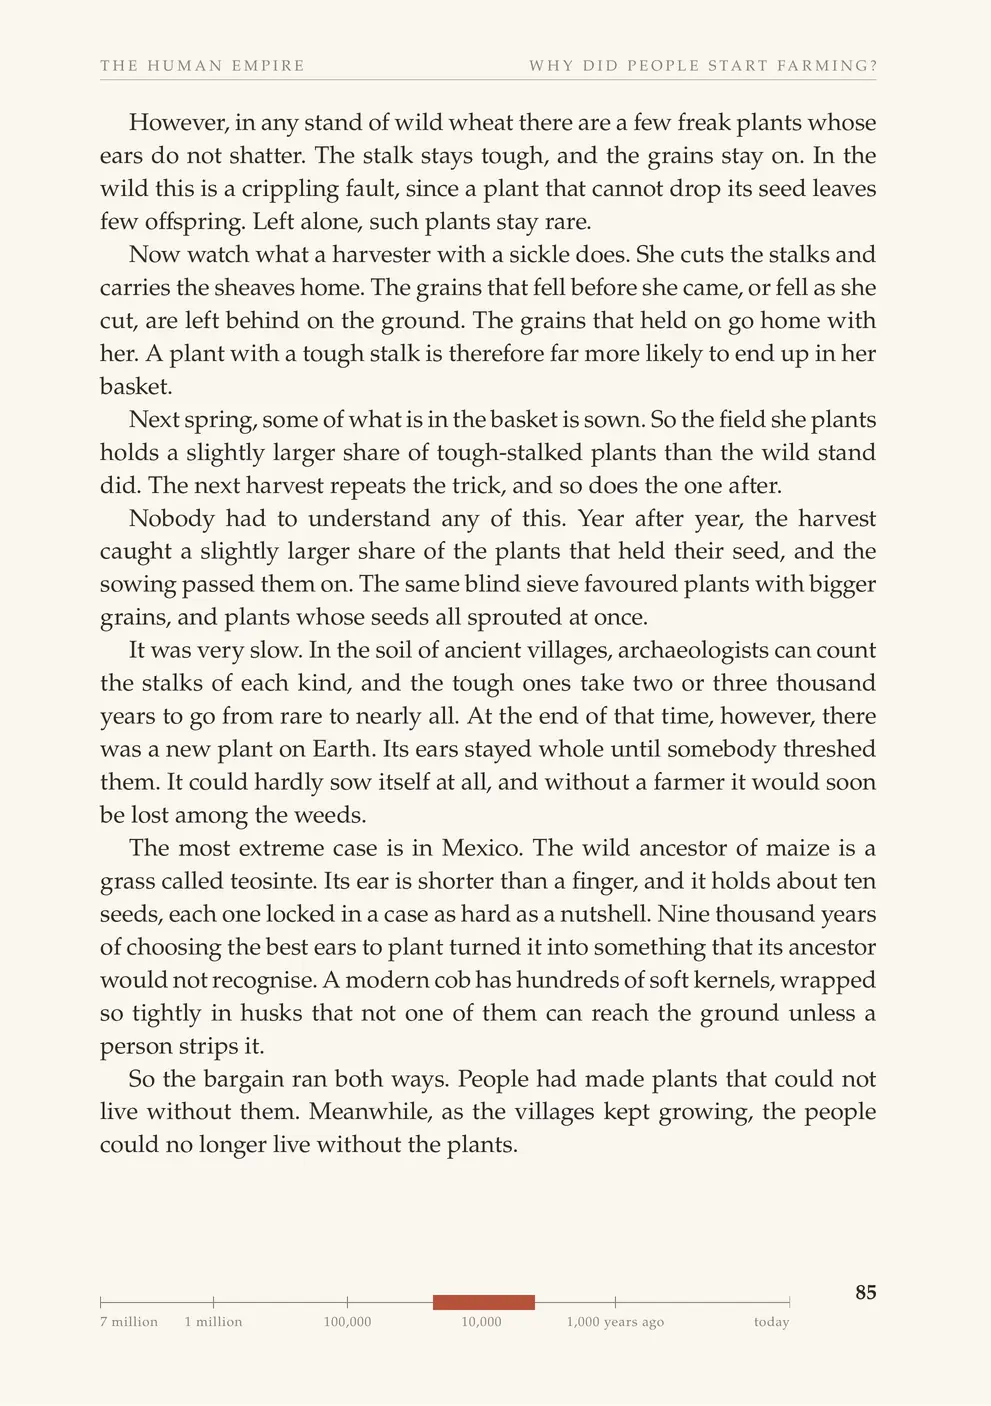 THE HUMAN EMPIRE
WHY DID PEOPLE START FARMING?
However, in any stand of wild wheat there are a few freak plants whose
ears do not shatter. The stalk stays tough, and the grains stay on. In the
wild this is a crippling fault, since a plant that cannot drop its seed leaves
few offspring. Left alone, such plants stay rare.
Now watch what a harvester with a sickle does. She cuts the stalks and
carries the sheaves home. The grains that fell before she came, or fell as she
cut, are left behind on the ground. The grains that held on go home with
her. A plant with a tough stalk is therefore far more likely to end up in her
basket.
Next spring, some of what is in the basket is sown. So the field she plants
holds a slightly larger share of tough-stalked plants than the wild stand
did. The next harvest repeats the trick, and so does the one after.
Nobody had to understand any of this. Year after year, the harvest
caught a slightly larger share of the plants that held their seed, and the
sowing passed them on. The same blind sieve favoured plants with bigger
grains, and plants whose seeds all sprouted at once.
It was very slow. In the soil of ancient villages, archaeologists can count
the stalks of each kind, and the tough ones take two or three thousand
years to go from rare to nearly all. At the end of that time, however, there
was a new plant on Earth. Its ears stayed whole until somebody threshed
them. It could hardly sow itself at all, and without a farmer it would soon
be lost among the weeds.
The most extreme case is in Mexico. The wild ancestor of maize is a
grass called teosinte. Its ear is shorter than a finger, and it holds about ten
seeds, each one locked in a case as hard as a nutshell. Nine thousand years
of choosing the best ears to plant turned it into something that its ancestor
would not recognise. A modern cob has hundreds of soft kernels, wrapped
so tightly in husks that not one of them can reach the ground unless a
person strips it.
So the bargain ran both ways. People had made plants that could not
live without them. Meanwhile, as the villages kept growing, the people
could no longer live without the plants.
85
7 million
1 million
100,000
10,000
1,000 years ago
today